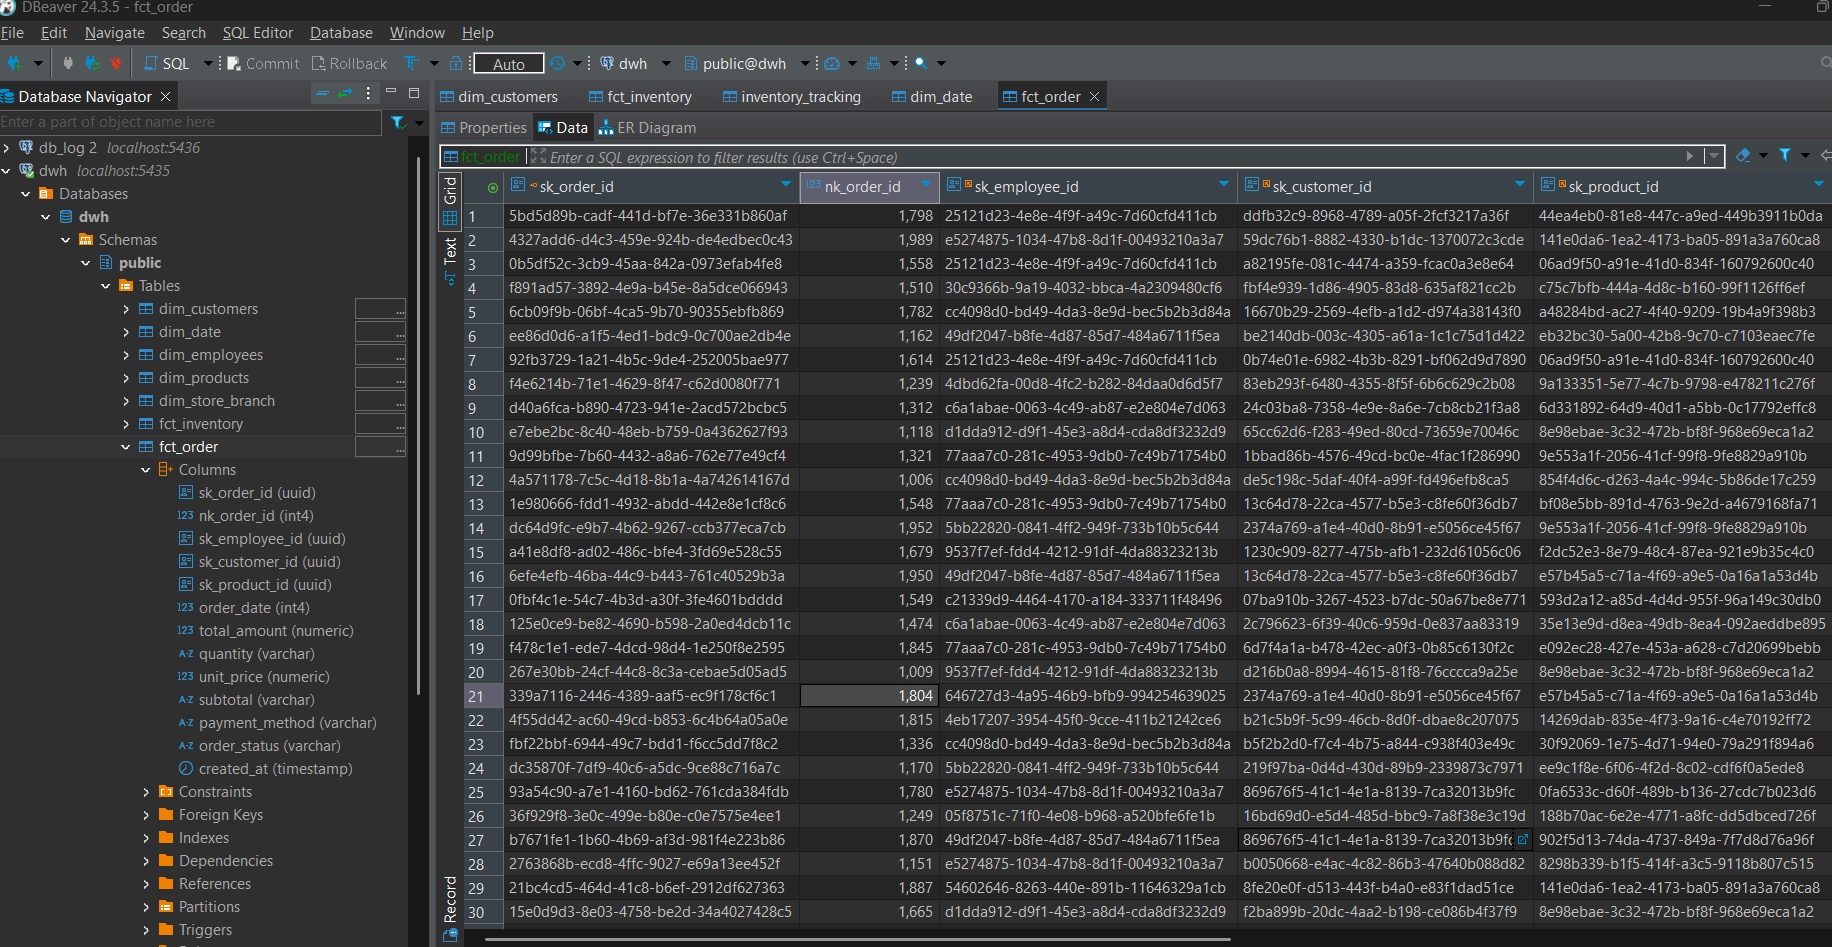 DBeaver 24.3.5 - fct_order
File Edit Navigate Search SQL Editor Database Window Help
SQL Commit Rollback Auto dwh public@dwh
Database Navigator
Enter a part of object name here
db_log 2 localhost:5436
dwh localhost:5435
Databases
dwh
Schemas
public
Tables
dim_customers
dim_date
dim_employees
dim_products
dim_store_branch
fct_inventory
fct_order
Columns
sk_order_id (uuid)
nk_order_id (int4)
sk_employee_id (uuid)
sk_customer_id (uuid)
sk_product_id (uuid)
order_date (int4)
total_amount (numeric)
quantity (varchar)
unit_price (numeric)
subtotal (varchar)
payment_method (varchar)
order_status (varchar)
created_at (timestamp)
Constraints
Foreign Keys
Indexes
Dependencies
References
Partitions
Triggers
dim_customers fct_inventory inventory_tracking dim_date fct_order
Properties Data ER Diagram
fct_order Enter a SQL expression to filter results (use Ctrl+Space)
Grid
Text
Record
sk_order_id 123 nk_order_id sk_employee_id sk_customer_id sk_product_id
1 5bd5d89b-cadf-441d-bf7e-36e331b860af 1,798 25121d23-4e8e-4f9f-a49c-7d60cfd411cb ddfb32c9-8968-4789-a05f-2fcf3217a36f 44ea4eb0-81e8-447c-a9ed-449b3911b0da
2 4327add6-d4c3-459e-924b-de4edbec0c43 1,989 e5274875-1034-47b8-8d1f-00493210a3a7 59dc76b1-8882-4330-b1dc-1370072c3cde 141e0da6-1ea2-4173-ba05-891a3a760ca8
3 0b5df52c-3cb9-45aa-842a-0973efab4fe8 1,558 25121d23-4e8e-4f9f-a49c-7d60cfd411cb a82195fe-081c-4474-a359-fcac0a3e8e64 06ad9f50-a91e-41d0-834f-160792600c40
4 f891ad57-3892-4e9a-b45e-8a5dce066943 1,510 30c9366b-9a19-4032-bbca-4a2309480cf6 fbf4e939-1d86-4905-83d8-635af821cc2b c75c7bfb-444a-4d8c-b160-99f1126ff6ef
5 6cb09f9b-06bf-4ca5-9b70-90355ebfb869 1,782 cc4098d0-bd49-4da3-8e9d-bec5b2b3d84a 16670b29-2569-4efb-a1d2-d974a38143f0 a48284bd-ac27-4f40-9209-19b4a9f398b3
6 ee86d0d6-a1f5-4ed1-bdc9-0c700ae2db4e 1,162 49df2047-b8fe-4d87-85d7-484a6711f5ea be2140db-003c-4305-a61a-1c1c75d1d422 eb32bc30-5a00-42b8-9c70-c7103eaec7fe
7 92fb3729-1a21-4b5c-9de4-252005bae977 1,614 25121d23-4e8e-4f9f-a49c-7d60cfd411cb 0b74e01e-6982-4b3b-8291-bf062d9d7890 06ad9f50-a91e-41d0-834f-160792600c40
8 f4e6214b-71e1-4629-8f47-c62d0080f771 1,239 4dbd62fa-00d8-4fc2-b282-84daa0d6d5f7 83eb293f-6480-4355-8f5f-6b6c629c2b08 9a133351-5e77-4c7b-9798-e478211c276f
9 d40a6fca-b890-4723-941e-2acd572bcbc5 1,312 c6a1abae-0063-4c49-ab87-e2e804e7d063 24c03ba8-7358-4e9e-8a6e-7cb8cb21f3a8 6d331892-64d9-40d1-a5bb-0c17792effc8
10 e7ebe2bc-8c40-48eb-b759-0a4362627f93 1,118 d1dda912-d9f1-45e3-a8d4-cda8df3232d9 65cc62d6-f283-49ed-80cd-73659e70046c 8e98ebae-3c32-472b-bf8f-968e69eca1a2
11 9d99bfbe-7b60-4432-a8a6-762e77e49cf4 1,321 77aaa7c0-281c-4953-9db0-7c49b71754b0 1bbad86b-4576-49cd-bc0e-4fac1f286990 9e553a1f-2056-41cf-99f8-9fe8829a910b
12 4a571178-7c5c-4d18-8b1a-4a742614167d 1,006 cc4098d0-bd49-4da3-8e9d-bec5b2b3d84a de5c198c-5daf-40f4-a99f-fd496efb8ca5 854f4d6c-d263-4a4c-994c-5b86de17c259
13 1e980666-fdd1-4932-abdd-442e8e1cf8c6 1,548 77aaa7c0-281c-4953-9db0-7c49b71754b0 13c64d78-22ca-4577-b5e3-c8fe60f36db7 bf08e5bb-891d-4763-9e2d-a4679168fa71
14 dc64d9fc-e9b7-4b62-9267-ccb377eca7cb 1,952 5bb22820-0841-4ff2-949f-733b10b5c644 2374a769-a1e4-40d0-8b91-e5056ce45f67 9e553a1f-2056-41cf-99f8-9fe8829a910b
15 a41e8df8-ad02-486c-bfe4-3fd69e528c55 1,679 9537f7ef-fdd4-4212-91df-4da88323213b 1230c909-8277-475b-afb1-232d61056c06 f2dc52e3-8e79-48c4-87ea-921e9b35c4c0
16 6efe4efb-46ba-44c9-b443-761c40529b3a 1,950 49df2047-b8fe-4d87-85d7-484a6711f5ea 13c64d78-22ca-4577-b5e3-c8fe60f36db7 e57b45a5-c71a-4f69-a9e5-0a16a1a53d4b
17 0fbf4c1e-54c7-4b3d-a30f-3fe4601bdddd 1,549 c21339d9-4464-4170-a184-333711f48496 07ba910b-3267-4523-b7dc-50a67be8e771 593d2a12-a85d-4d4d-955f-96a149c30db0
18 125e0ce9-be82-4690-b598-2a0ed4dcb11c 1,474 c6a1abae-0063-4c49-ab87-e2e804e7d063 2c796623-6f39-40c6-959d-0e837aa83319 35e13e9d-d8ea-49db-8ea4-092aeddbe895
19 f478c1e1-ede7-4dcd-98d4-1e250f8e2595 1,845 77aaa7c0-281c-4953-9db0-7c49b71754b0 6d7f4a1a-b478-42ec-a0f3-0b85c6130f2c e092ec28-427e-453a-a628-c7d20699bebb
20 267e30bb-24cf-44c8-8c3a-cebae5d05ad5 1,009 9537f7ef-fdd4-4212-91df-4da88323213b d216b0a8-8994-4615-81f8-76cccca9a25e 8e98ebae-3c32-472b-bf8f-968e69eca1a2
21 339a7116-2446-4389-aaf5-ec9f178cf6c1 1,804 646727d3-4a95-46b9-bfb9-994254639025 2374a769-a1e4-40d0-8b91-e5056ce45f67 e57b45a5-c71a-4f69-a9e5-0a16a1a53d4b
22 4f55dd42-ac60-49cd-b853-6c4b64a05a0e 1,815 4eb17207-3954-45f0-9cce-411b21242ce6 b21c5b9f-5c99-46cb-8d0f-dbae8c207075 14269dab-835e-4f73-9a16-c4e70192ff72
23 fbf22bbf-6944-49c7-bdd1-f6cc5dd7f8c2 1,336 cc4098d0-bd49-4da3-8e9d-bec5b2b3d84a b5f2b2d0-f7c4-4b75-a844-c938f403e49c 30f92069-1e75-4d71-94e0-79a291f894a6
24 dc35870f-7df9-40c6-a5dc-9ce88c716a7c 1,170 5bb22820-0841-4ff2-949f-733b10b5c644 219f97ba-0d4d-430d-89b9-2339873c7971 ee9c1f8e-6f06-4f2d-8c02-cdf6f0a5ede8
25 93a54c90-a7e1-4160-bd62-761cda384fdb 1,780 e5274875-1034-47b8-8d1f-00493210a3a7 869676f5-41c1-4e1a-8139-7ca32013b9fc 0fa6533c-d60f-489b-b136-27cdc7b023d6
26 36f929f8-3e0c-499e-b80e-c0e7575e4ee1 1,249 05f8751c-71f0-4e08-b968-a520bfe6fe1b 16bd69d0-e5d4-485d-bbc9-7a8f38e3c19d 188b70ac-6e2e-4771-a8fc-dd5dbced726f
27 b7671fe1-1b60-4b69-af3d-981f4e223b86 1,870 49df2047-b8fe-4d87-85d7-484a6711f5ea 869676f5-41c1-4e1a-8139-7ca32013b9fc 902f5d13-74da-4737-849a-7f7d8d76a96f
28 2763868b-ecd8-4ffc-9027-e69a13ee452f 1,151 e5274875-1034-47b8-8d1f-00493210a3a7 b0050668-e4ac-4c82-86b3-47640b088d82 8298b339-b1f5-414f-a3c5-9118b807c515
29 21bc4cd5-464d-41c8-b6ef-2912df627363 1,887 54602646-8263-440e-891b-11646329a1cb 8fe20e0f-d513-443f-b4a0-e83f1dad51ce 141e0da6-1ea2-4173-ba05-891a3a760ca8
30 15e0d9d3-8e03-4758-be2d-34a4027428c5 1,665 d1dda912-d9f1-45e3-a8d4-cda8df3232d9 f2ba899b-20dc-4aa2-b198-ce086b4f37f9 8e98ebae-3c32-472b-bf8f-968e69eca1a2